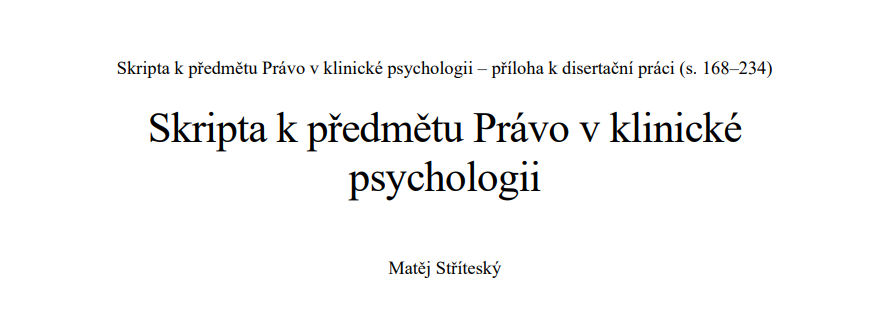 Skripta k předmětu Právo v klinické psychologii – příloha k disertační práci (s. 168–234)
Skripta k předmětu Právo v klinické
psychologii
Matěj Stříteský